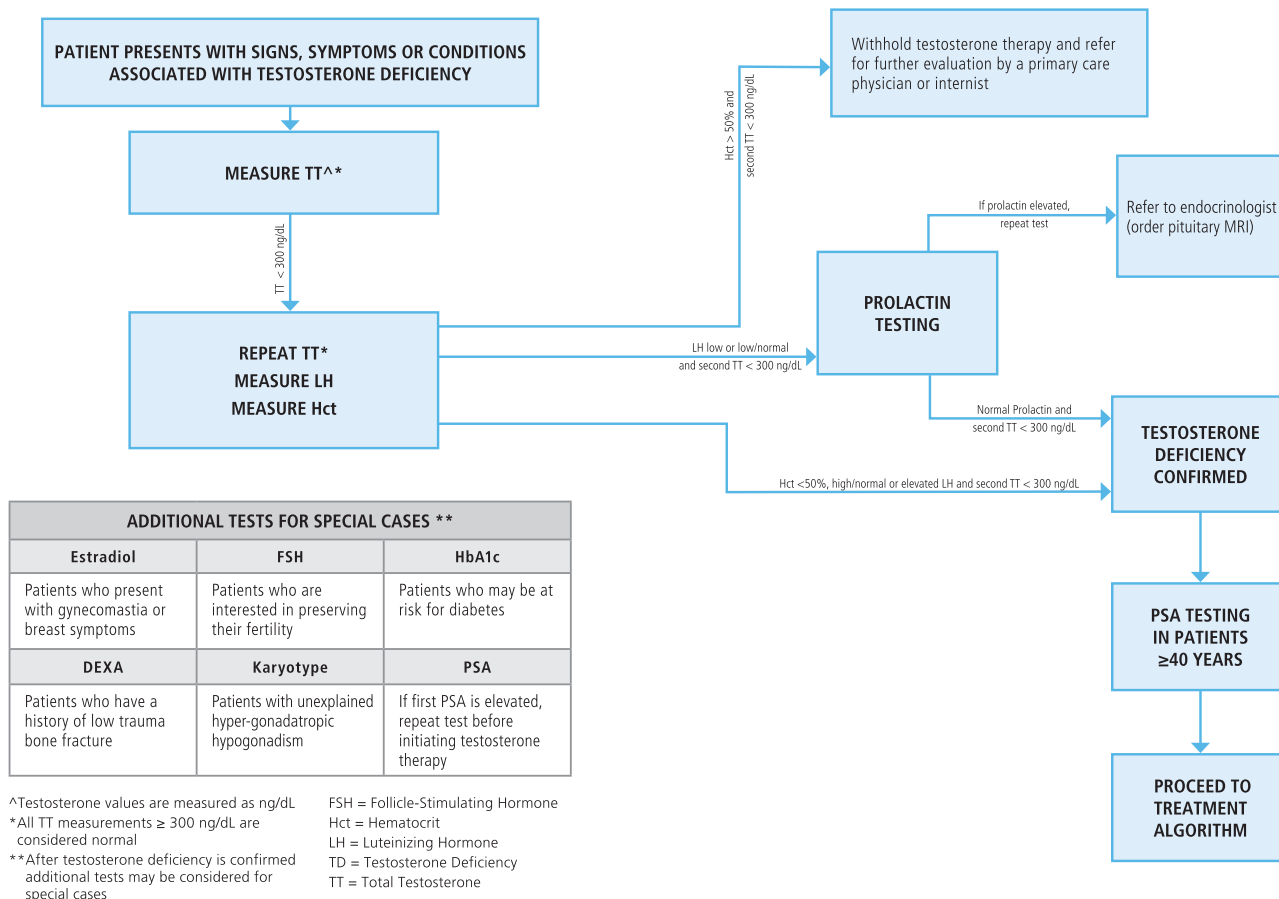 PATIENT PRESENTS WITH SIGNS, SYMPTOMS OR CONDITIONS
ASSOCIATED WITH TESTOSTERONE DEFICIENCY
MEASURE TT^*
TT < 300 ng/dL
REPEAT TT*
MEASURE LH
MEASURE Hct
Hct > 50% and
second TT < 300 ng/dL
Withhold testosterone therapy and refer
for further evaluation by a primary care
physician or internist
LH low or low/normal
and second TT < 300 ng/dL
PROLACTIN
TESTING
If prolactin elevated,
repeat test
Refer to endocrinologist
(order pituitary MRI)
Normal Prolactin and
second TT < 300 ng/dL
Hct <50%, high/normal or elevated LH and second TT < 300 ng/dL
TESTOSTERONE
DEFICIENCY
CONFIRMED
PSA TESTING
IN PATIENTS
≥40 YEARS
PROCEED TO
TREATMENT
ALGORITHM
ADDITIONAL TESTS FOR SPECIAL CASES **
Estradiol
Patients who present
with gynecomastia or
breast symptoms
FSH
Patients who are
interested in preserving
their fertility
HbA1c
Patients who may be at
risk for diabetes
DEXA
Patients who have a
history of low trauma
bone fracture
Karyotype
Patients with unexplained
hyper-gonadatropic
hypogonadism
PSA
If first PSA is elevated,
repeat test before
initiating testosterone
therapy
^Testosterone values are measured as ng/dL
*All TT measurements ≥ 300 ng/dL are
considered normal
**After testosterone deficiency is confirmed
additional tests may be considered for
special cases
FSH = Follicle-Stimulating Hormone
Hct = Hematocrit
LH = Luteinizing Hormone
TD = Testosterone Deficiency
TT = Total Testosterone